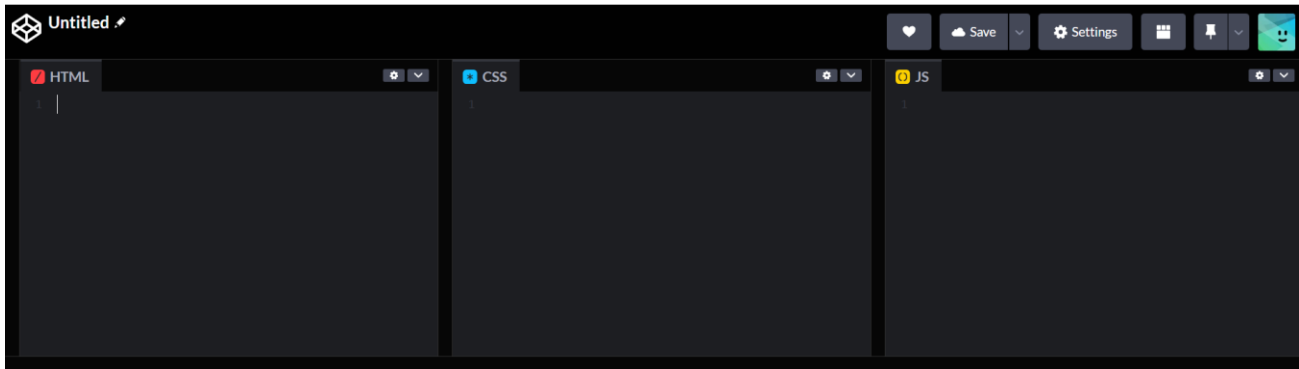 Untitled
Save
Settings
HTML
CSS
JS
1
1
1